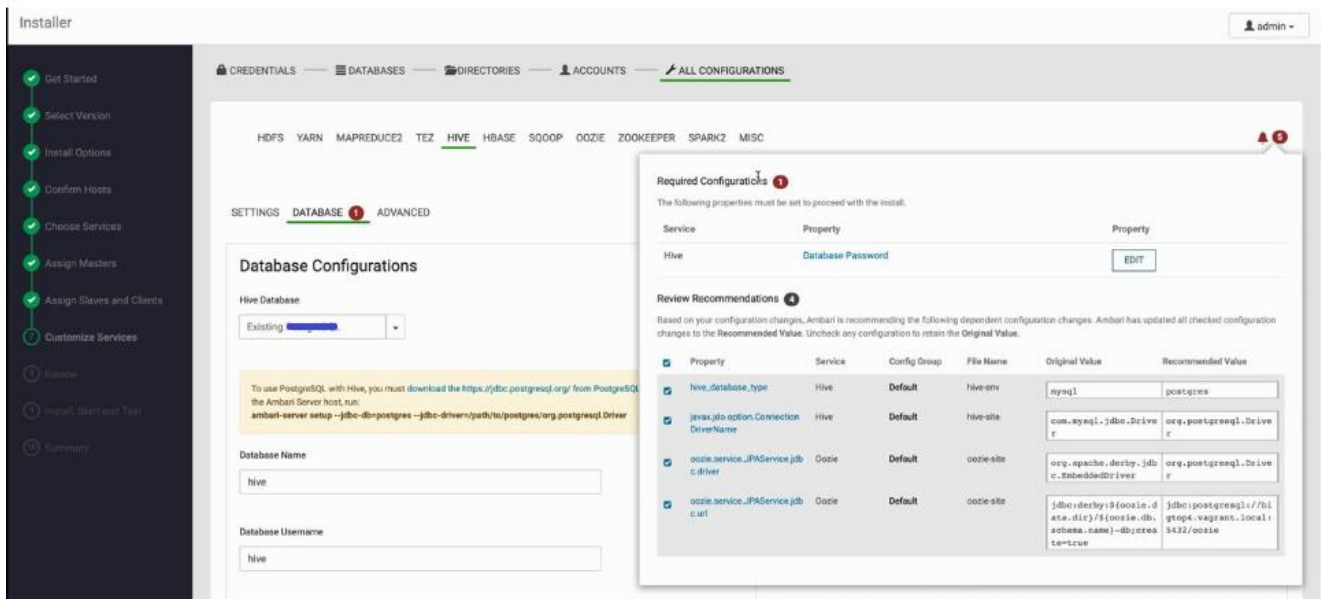 Installer
admin
Get Started
Select Version
Install Options
Confirm Hosts
Choose Services
Assign Masters
Assign Slaves and Clients
7 Customize Services
8 Review
9 Install, Start and Test
10 Summary
CREDENTIALS DATABASES DIRECTORIES ACCOUNTS ALL CONFIGURATIONS
HDFS YARN MAPREDUCE2 TEZ HIVE HBASE SQOOP OOZIE ZOOKEEPER SPARK2 MISC
5
SETTINGS DATABASE 1 ADVANCED
Database Configurations
Hive Database
Existing
To use PostgreSQL with Hive, you must download the https://jdbc.postgresql.org/ from PostgreSQL
the Ambari Server host, run:
ambari-server setup --jdbc-db=postgres --jdbc-driver=/path/to/postgres/org.postgresql.Driver
Database Name
hive
Database Username
hive
Required Configurations 1
The following properties must be set to proceed with the install.
Service Property Property
Hive Database Password EDIT
Review Recommendations 4
Based on your configuration changes, Ambari is recommending the following dependent configuration changes. Ambari has updated all checked configuration
changes to the Recommended Value. Uncheck any configuration to retain the Original Value.
Property Service Config Group File Name Original Value Recommended Value
hive_database_type Hive Default hive-env mysql postgres
javax.jdo.option.Connection Hive Default hive-site com.mysql.jdbc.Drive org.postgresql.Drive
DriverName r r
oozie.service.JPAService.jdb Oozie Default oozie-site org.apache.derby.jdb org.postgresql.Drive
c.driver c.EmbeddedDriver r
oozie.service.JPAService.jdb Oozie Default oozie-site jdbc:derby:${oozie.d jdbc:postgresql://bi
c.url ata.dir}/${oozie.db. gtop4.vagrant.local:
schema.name}-db;crea 5432/oozie
te=true